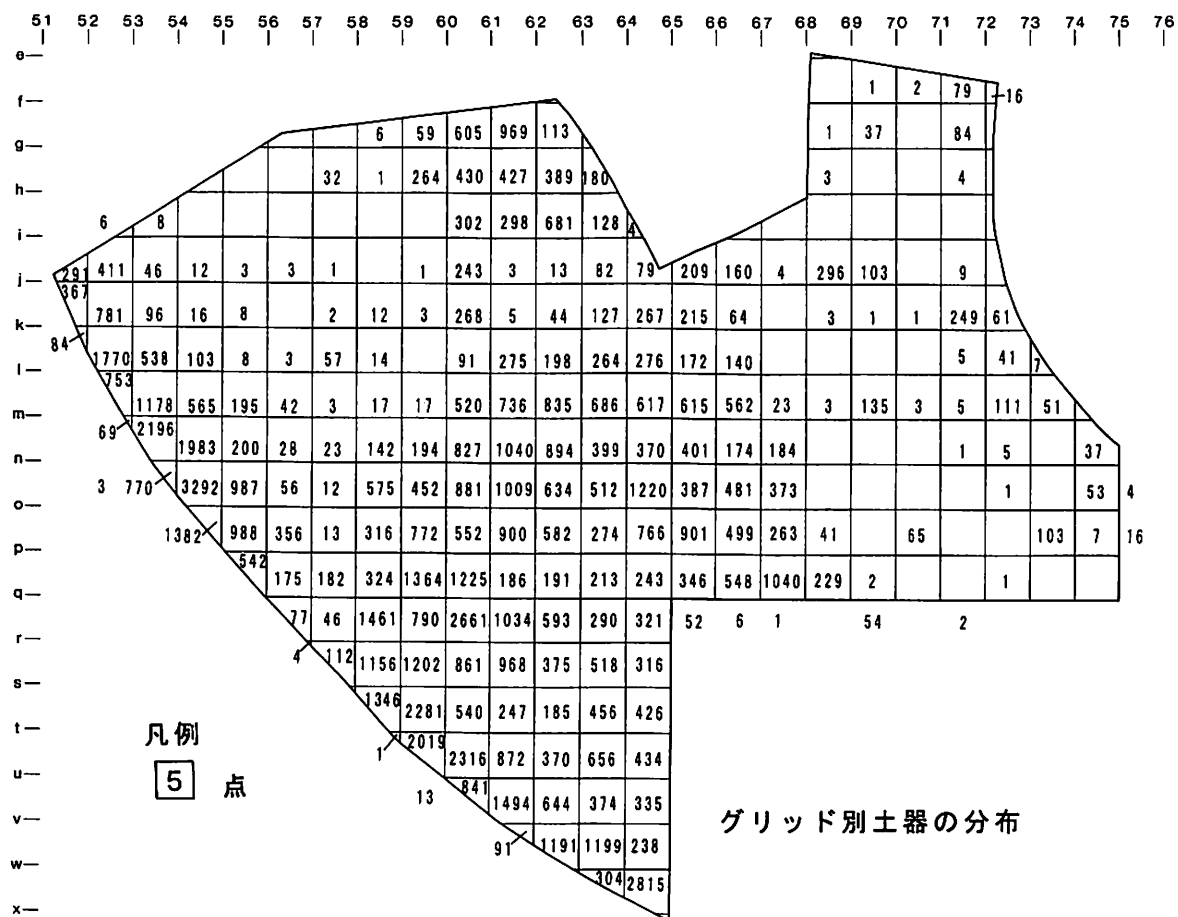 51 52 53 54 55 56 57 58 59 60 61 62 63 64 65 66 67 68 69 70 71 72 73 74 75 76
e
1 2 79 16
f
6 59 605 969 113 1 37 84
g
32 1 264 430 427 389 180 3 4
h
6 8 302 298 681 128 4
i
291 411 46 12 3 3 1 1 243 3 13 82 79 209 160 4 296 103 9
j
367 781 96 16 8 2 12 3 268 5 44 127 267 215 64 3 1 1 249 61
k
84 1770 538 103 8 3 57 14 91 275 198 264 276 172 140 5 41 7
l
753 1178 565 195 42 3 17 17 520 736 835 686 617 615 562 23 3 135 3 5 111 51
m
69 2196 1983 200 28 23 142 194 827 1040 894 399 370 401 174 184 1 5 37
n
3 770 3292 987 56 12 575 452 881 1009 634 512 1220 387 481 373 1 53 4
o
1382 988 356 13 316 772 552 900 582 274 766 901 499 263 41 65 103 7 16
p
542 175 182 324 1364 1225 186 191 213 243 346 548 1040 229 2 1
q
77 46 1461 790 2661 1034 593 290 321 52 6 1 54 2
r
4 112 1156 1202 861 968 375 518 316
s
1346 2281 540 247 185 456 426
t
1 2019 2316 872 370 656 434
u
13 841 1494 644 374 335
v
91 1191 1199 238
w
304 2815
x
凡例
5 点
グリッド別土器の分布